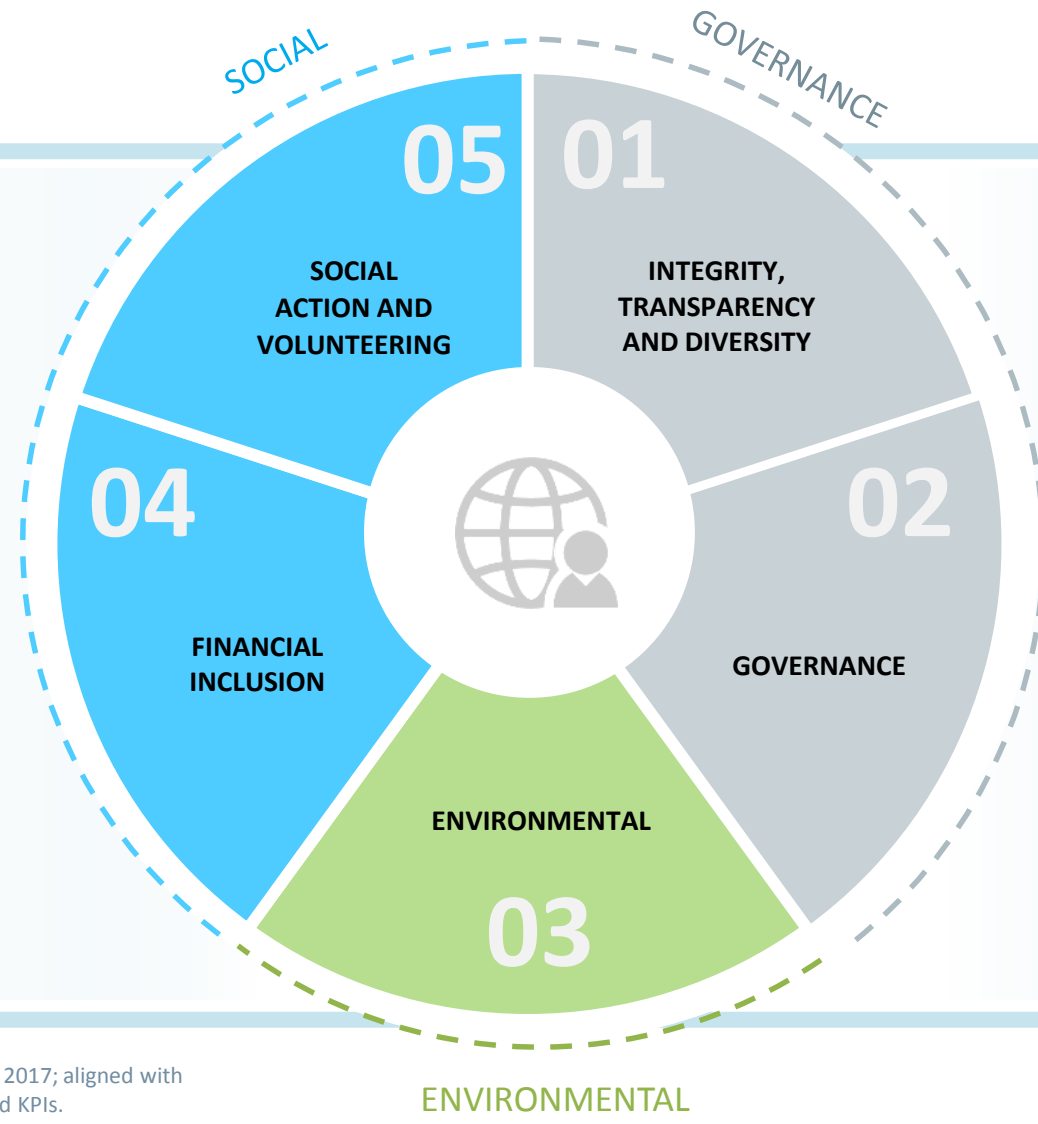 SOCIAL
GOVERNANCE
05
01
SOCIAL
ACTION AND
VOLUNTEERING
INTEGRITY,
TRANSPARENCY
AND DIVERSITY
04
02
FINANCIAL
INCLUSION
GOVERNANCE
ENVIRONMENTAL
03
2017; aligned with
d KPIs.
ENVIRONMENTAL